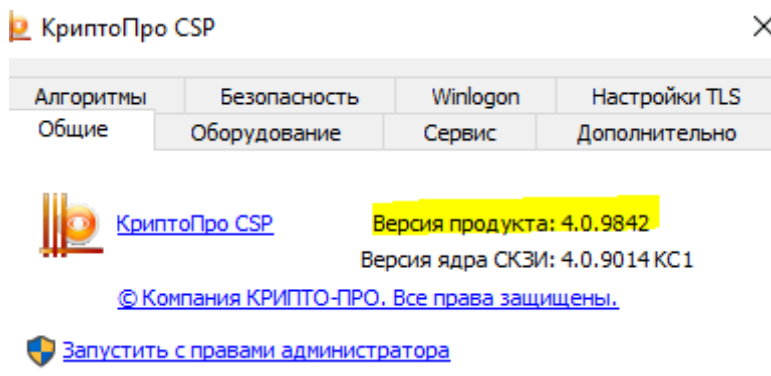 КриптоПро CSP
Алгоритмы Безопасность Winlogon Настройки TLS
Общие Оборудование Сервис Дополнительно
КриптоПро CSP Версия продукта: 4.0.9842
Версия ядра СКЗИ: 4.0.9014 КС1
© Компания КРИПТО-ПРО. Все права защищены.
Запустить с правами администратора